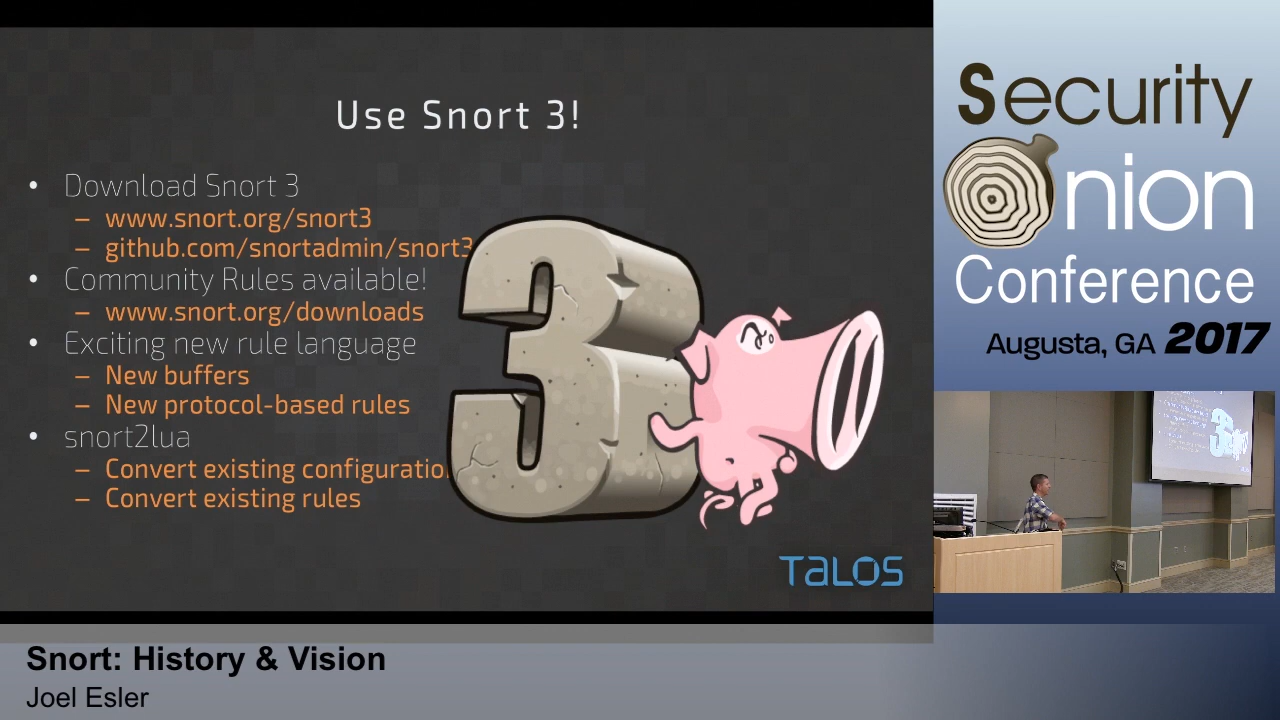 Use Snort 3!
• Download Snort 3
– www.snort.org/snort3
– github.com/snortadmin/snort3
• Community Rules available!
– www.snort.org/downloads
• Exciting new rule language
– New buffers
– New protocol-based rules
• snort2lua
– Convert existing configuratio
– Convert existing rules
3
TALOS
Security
Onion
Conference
Augusta, GA 2017
Snort: History & Vision
Joel Esler